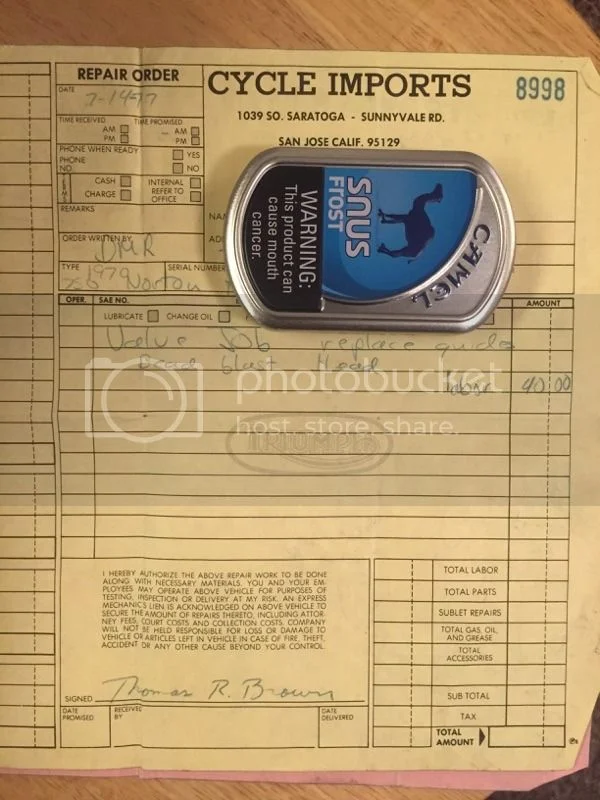 REPAIR ORDER
CYCLE IMPORTS
8998
DATE
7-14-77
1039 SO. SARATOGA - SUNNYVALE RD.
SAN JOSE CALIF. 95129
TIME RECEIVED
AM
PM
TIME PROMISED
AM
PM
PHONE WHEN READY
YES
PHONE
NO.
NO
CASH
CHARGE
INTERNAL
REFER TO
OFFICE
REMARKS
ORDER WRITTEN BY
DMR
TYPE
Norton
SERIAL NUMBER
SNUS
FROST
CAMEL
WARNING:
This product can
cause mouth
cancer.
OPER.
SAE NO.
AMOUNT
LUBRICATE
CHANGE OIL
Valve Job replace guides
Bead blast Head
labor 40 00
photobucket
host. store. share.
TRIUMPH
I HEREBY AUTHORIZE THE ABOVE REPAIR WORK TO BE DONE
ALONG WITH NECESSARY MATERIALS. YOU AND YOUR EM-
PLOYEES MAY OPERATE ABOVE VEHICLE FOR PURPOSES OF
TESTING, INSPECTION OR DELIVERY AT MY RISK. AN EXPRESS
MECHANICS LIEN IS ACKNOWLEDGED ON ABOVE VEHICLE TO
SECURE THE AMOUNT OF REPAIRS THERETO, INCLUDING ATTOR-
NEY FEES, COURT COSTS AND COLLECTION COSTS. COMPANY
WILL NOT BE HELD RESPONSIBLE FOR LOSS OR DAMAGE TO
VEHICLE OR ARTICLES LEFT IN VEHICLE IN CASE OF FIRE, THEFT,
ACCIDENT OR ANY OTHER CAUSE BEYOND YOUR CONTROL.
SIGNED Thomas R. Brown
DATE
PROMISED
RECEIVED
BY
DATE
DELIVERED
TOTAL LABOR
TOTAL PARTS
SUBLET REPAIRS
TOTAL GAS, OIL,
AND GREASE
TOTAL
ACCESSORIES
SUB TOTAL
TAX
TOTAL
AMOUNT